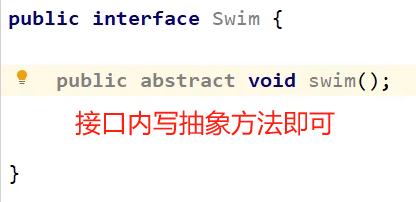 public interface Swim {
public abstract void swim();
接口内写抽象方法即可
}